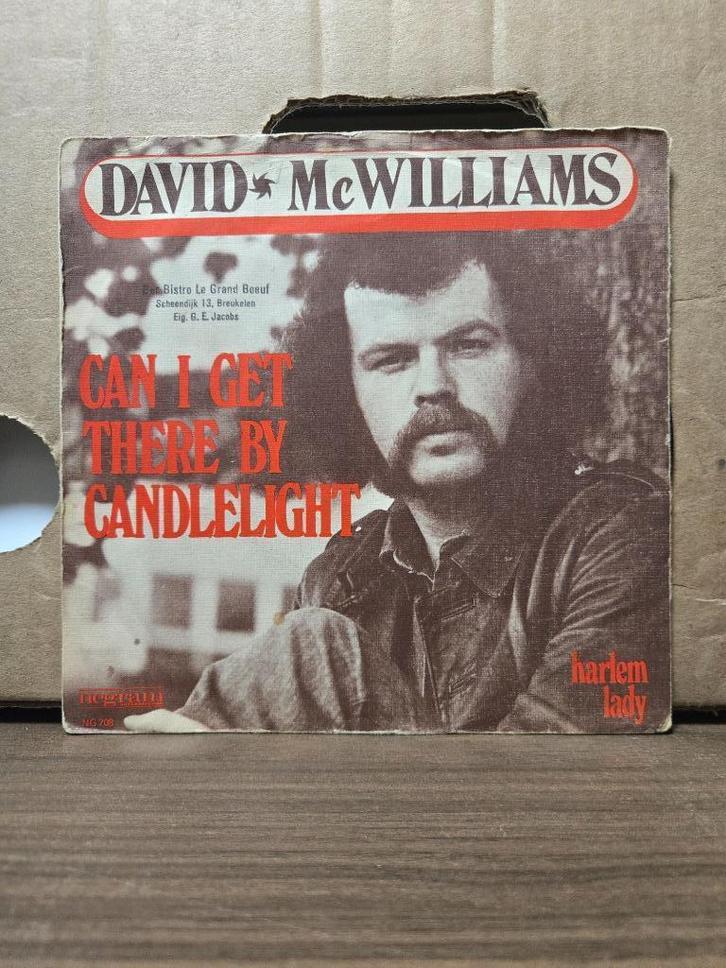 DAVID McWILLIAMS
Bistro Le Grand Boeuf
Scheendijk 13, Breukelen
Eig. G. E. Jacobs
CAN I GET
THERE BY
CANDLELIGHT
harlem
lady
negram
NG 208